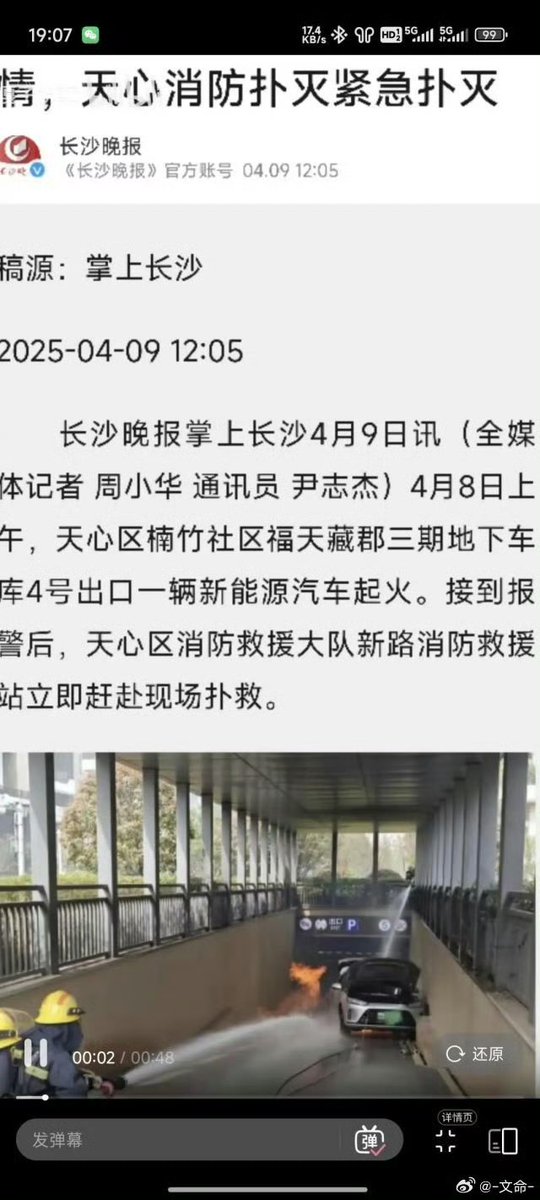 19:07
17.4
KB/s
HD 2
5G
5G
99
情，天心消防扑灭紧急扑灭
长沙晚报
《长沙晚报》官方账号 04.09 12:05
稿源：掌上长沙
2025-04-09 12:05
长沙晚报掌上长沙4月9日讯（全媒
体记者 周小华 通讯员 尹志杰）4月8日上
午，天心区楠竹社区福天藏郡三期地下车
库4号出口一辆新能源汽车起火。接到报
警后，天心区消防救援大队新路消防救援
站立即赶赴现场扑救。
出口
P
00:02 / 00:48
还原
发弹幕
弹
详情页
@-文命-